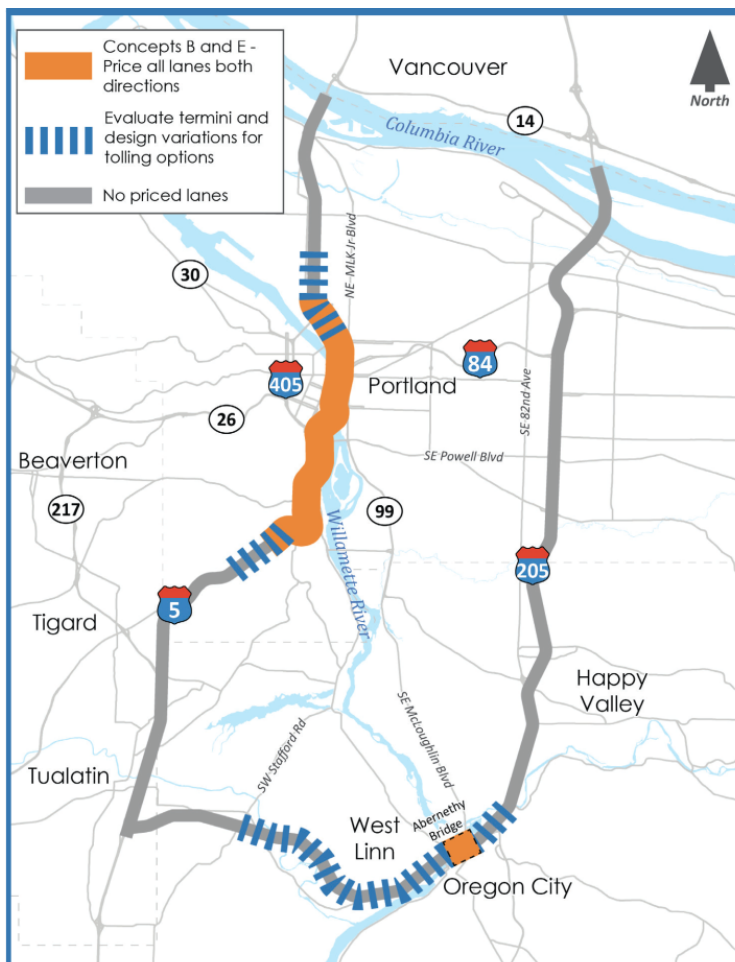 Concepts B and E -
Price all lanes both
directions
Evaluate termini and
design variations for
tolling options
No priced lanes
Vancouver
North
14
Columbia River
NE MLK Jr Blvd
30
84
405
Portland
26
SE 82nd Ave
SE Powell Blvd
Beaverton
217
99
Willamette River
205
5
Tigard
Happy
Valley
SE McLoughlin Blvd
SW Stafford Rd
Tualatin
Abernethy
Bridge
West
Linn
Oregon City